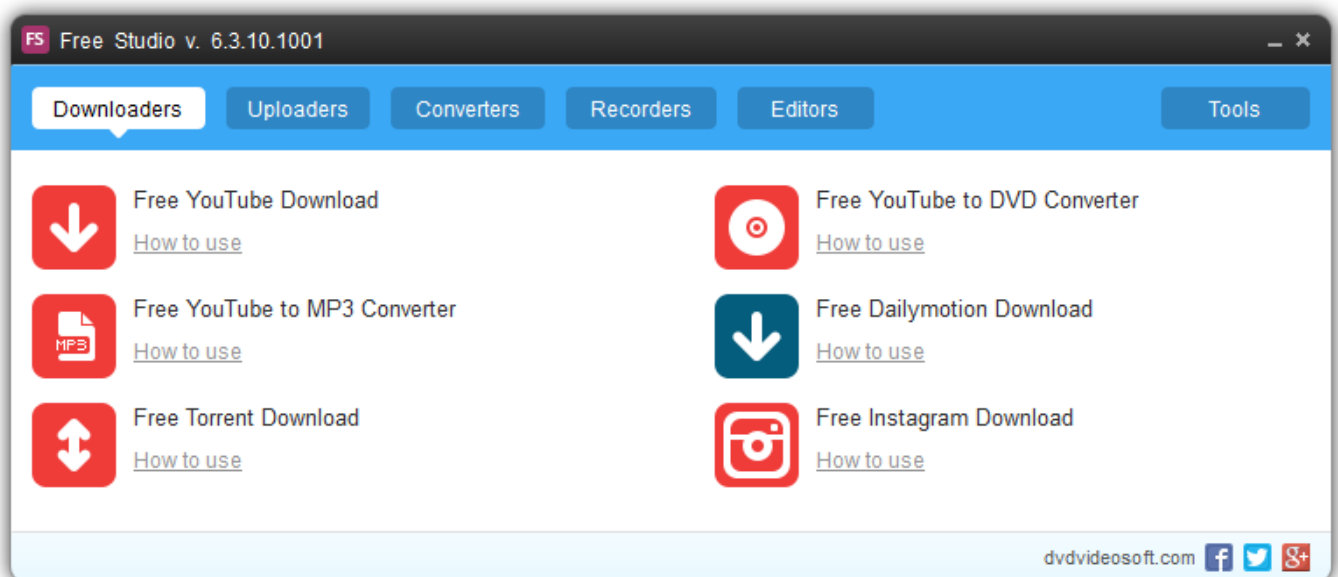 FS Free Studio v. 6.3.10.1001
Downloaders Uploaders Converters Recorders Editors Tools
Free YouTube Download
How to use
Free YouTube to DVD Converter
How to use
MP3
Free YouTube to MP3 Converter
How to use
Free Dailymotion Download
How to use
Free Torrent Download
How to use
Free Instagram Download
How to use
dvdvideosoft.com f g+